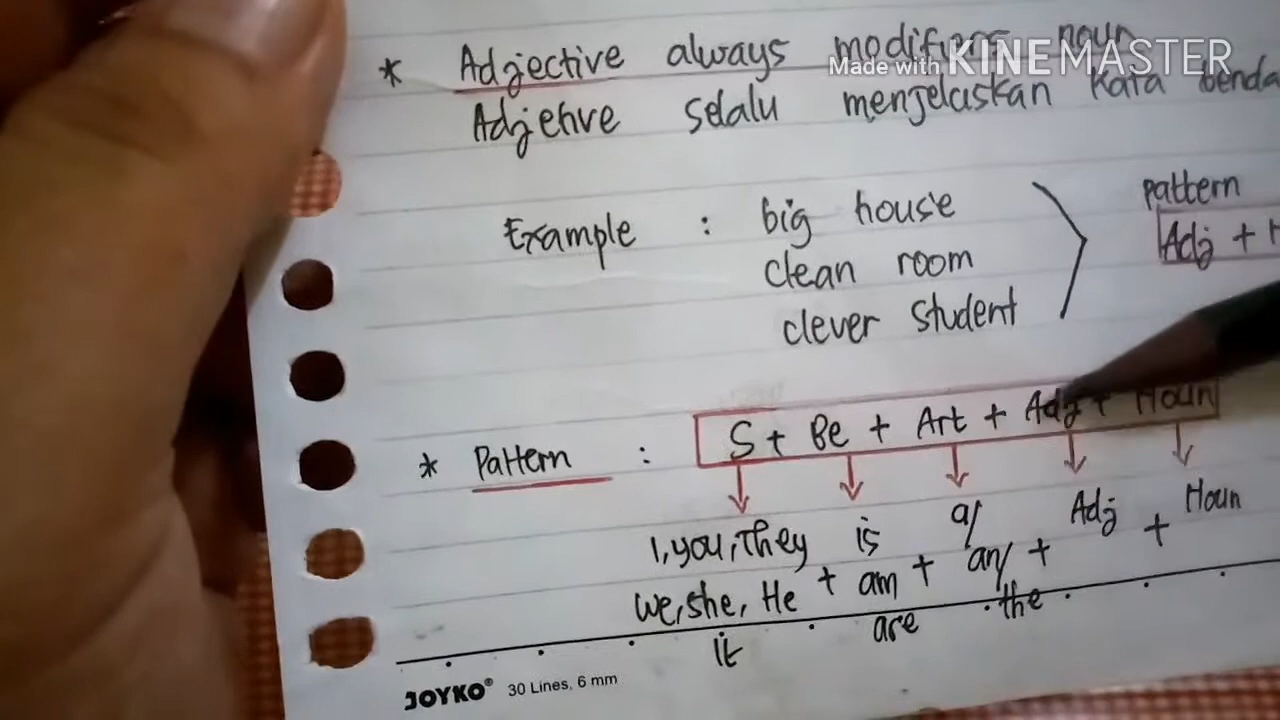 * Adjective always modifiers noun
Made with KINEMASTER
Adjetive selalu menjelaskan kata benda
Example : big house
clean room
clever student
pattern
Adj +
* Pattern : S + Be + Art + Adj + Noun
I, you, They is a/ Adj + Noun
we, she, He + am + an/ +
it are the
JOYKO® 30 Lines, 6 mm